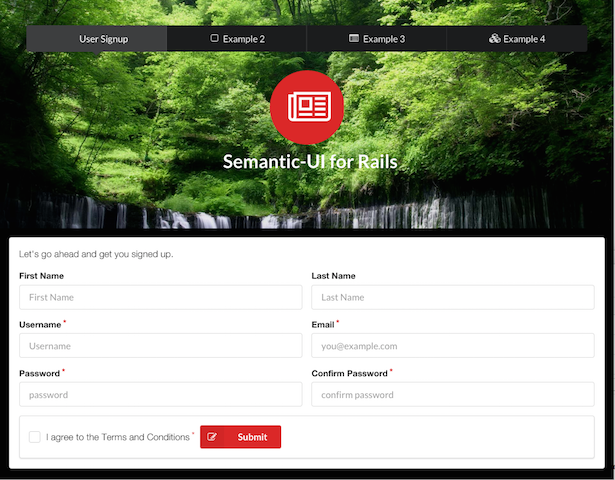 User Signup
Example 2
Example 3
Example 4
Semantic-UI for Rails
Let's go ahead and get you signed up.
First Name
Last Name
First Name
Last Name
Username *
Email *
Username
you@example.com
Password *
Confirm Password *
password
confirm password
I agree to the Terms and Conditions *
Submit